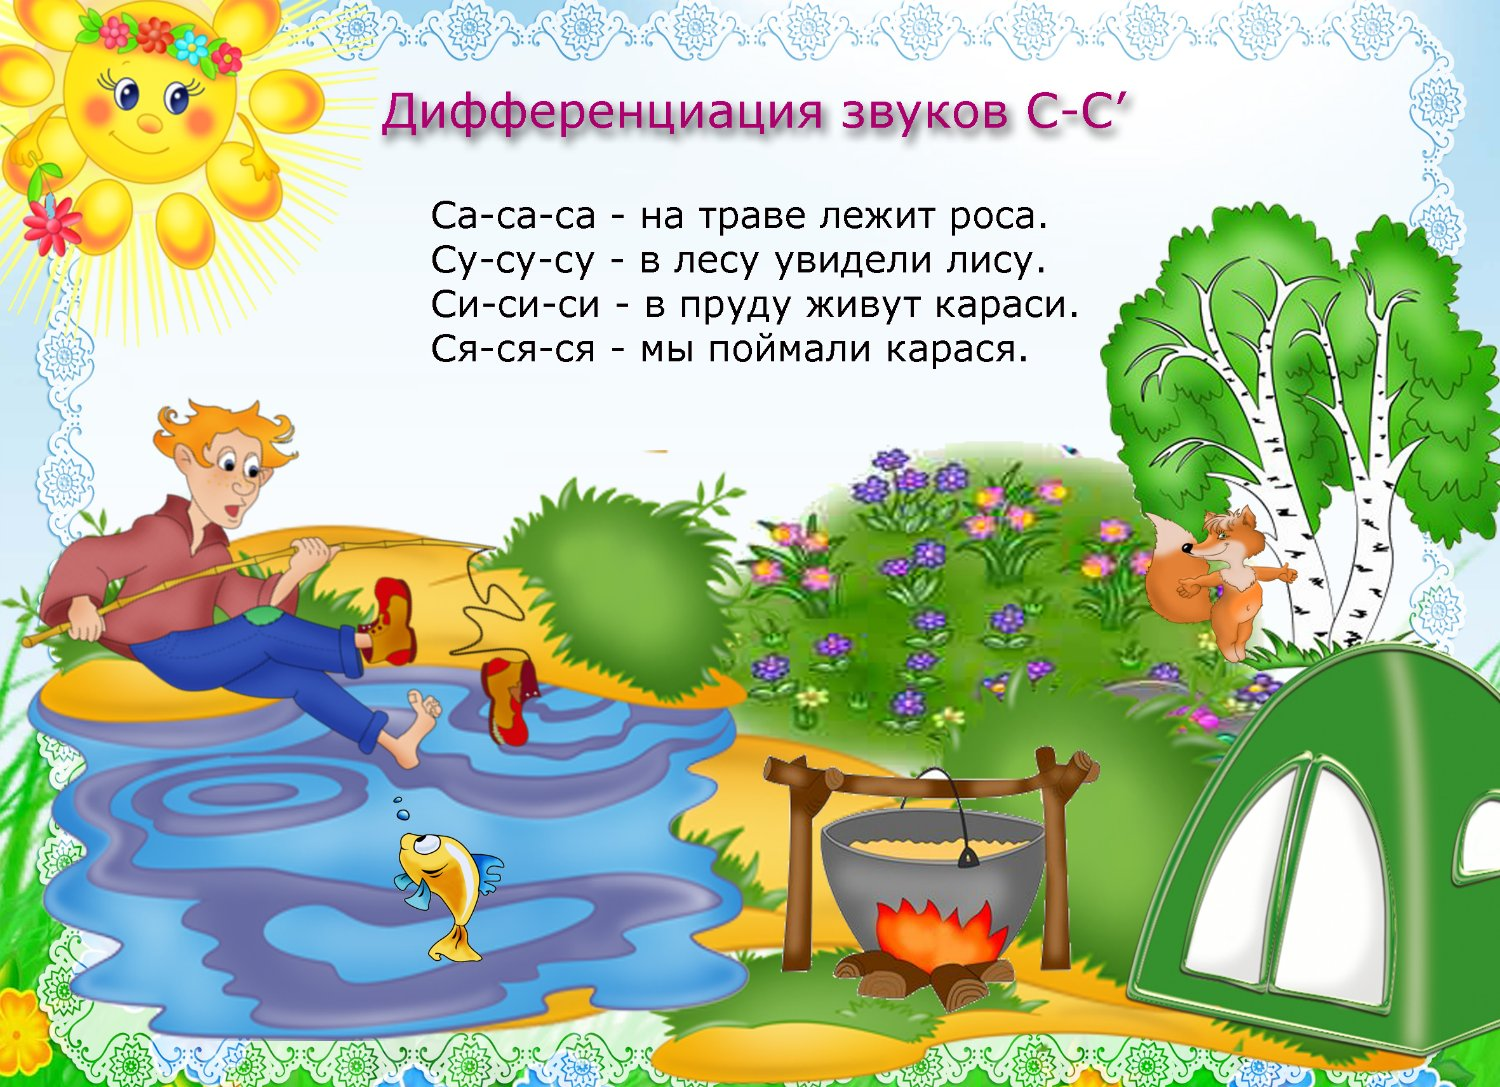 Дифференциация звуков С-С’
Са-са-са - на траве лежит роса.
Су-су-су - в лесу увидели лису.
Си-си-си - в пруду живут караси.
Ся-ся-ся - мы поймали карася.